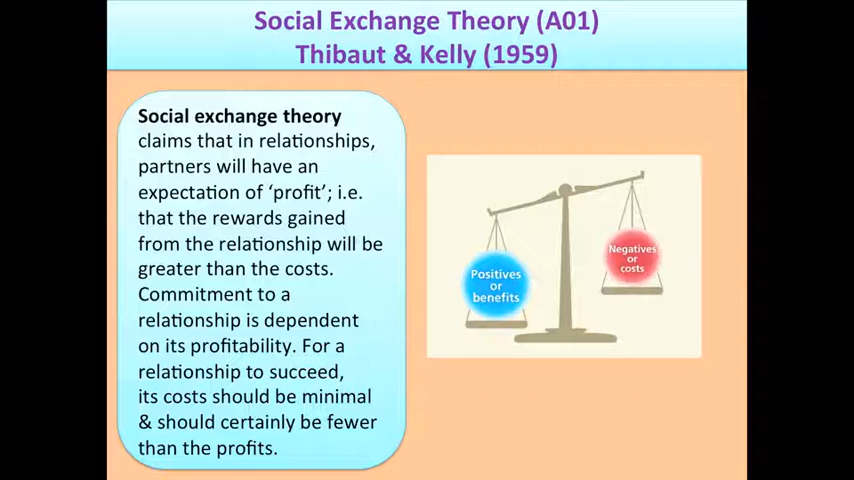 Social Exchange Theory (A01)
Thibaut & Kelly (1959)
Social exchange theory
claims that in relationships,
partners will have an
expectation of ‘profit’; i.e.
that the rewards gained
from the relationship will be
greater than the costs.
Commitment to a
relationship is dependent
on its profitability. For a
relationship to succeed,
its costs should be minimal
& should certainly be fewer
than the profits.
Positives
or
benefits
Negatives
or
costs